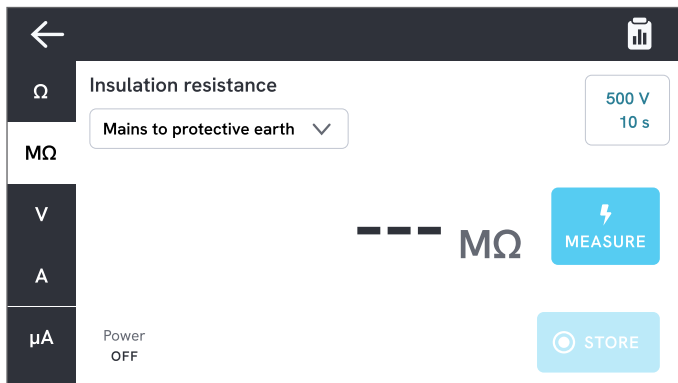 Ω
MΩ
V
A
µA
Insulation resistance
Mains to protective earth
500 V
10 s
--- MΩ
MEASURE
Power
OFF
STORE